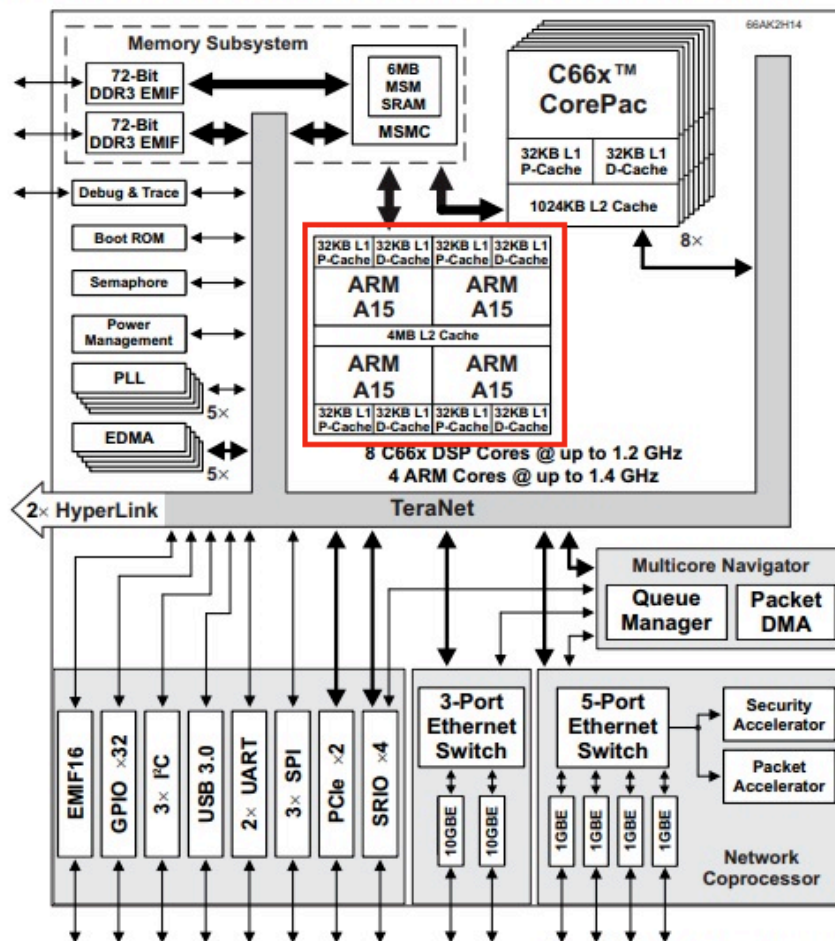 66AK2H14
Memory Subsystem
72-Bit
DDR3 EMIF
72-Bit
DDR3 EMIF
6MB
MSM
SRAM
MSMC
C66x™
CorePac
32KB L1
P-Cache
32KB L1
D-Cache
1024KB L2 Cache
8×
Debug & Trace
Boot ROM
Semaphore
Power
Management
PLL
5×
EDMA
5×
32KB L1
P-Cache
32KB L1
D-Cache
32KB L1
P-Cache
32KB L1
D-Cache
ARM
A15
ARM
A15
4MB L2 Cache
ARM
A15
ARM
A15
32KB L1
P-Cache
32KB L1
D-Cache
32KB L1
P-Cache
32KB L1
D-Cache
8 C66x DSP Cores @ up to 1.2 GHz
4 ARM Cores @ up to 1.4 GHz
2× HyperLink
TeraNet
Multicore Navigator
Queue
Manager
Packet
DMA
EMIF16
GPIO ×32
3× I²C
USB 3.0
2× UART
3× SPI
PCIe ×2
SRIO ×4
3-Port
Ethernet
Switch
10GBE
10GBE
5-Port
Ethernet
Switch
1GBE
1GBE
1GBE
1GBE
Security
Accelerator
Packet
Accelerator
Network
Coprocessor